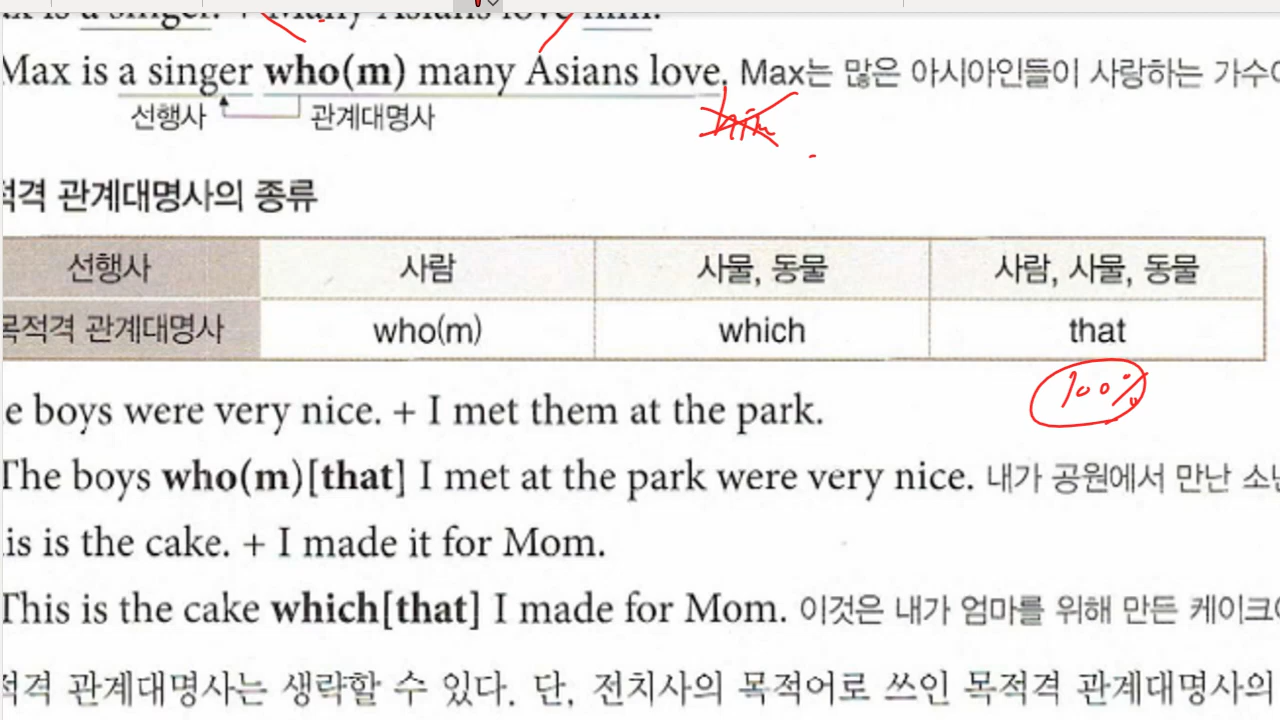 is a singer. + Many Asians love him.
Max is a singer who(m) many Asians love. Max는 많은 아시아인들이 사랑하는
선행사 관계대명사
him
격 관계대명사의 종류
선행사 사람 사물, 동물 사람, 사물, 동물
목적격 관계대명사 who(m) which that
100%
e boys were very nice. + I met them at the park.
The boys who(m)[that] I met at the park were very nice. 내가 공원에서 만난
is is the cake. + I made it for Mom.
This is the cake which[that] I made for Mom. 이것은 내가 엄마를 위해 만든
격 관계대명사는 생략할 수 있다. 단, 전치사의 목적어로 쓰인 목적격 관계대명사의